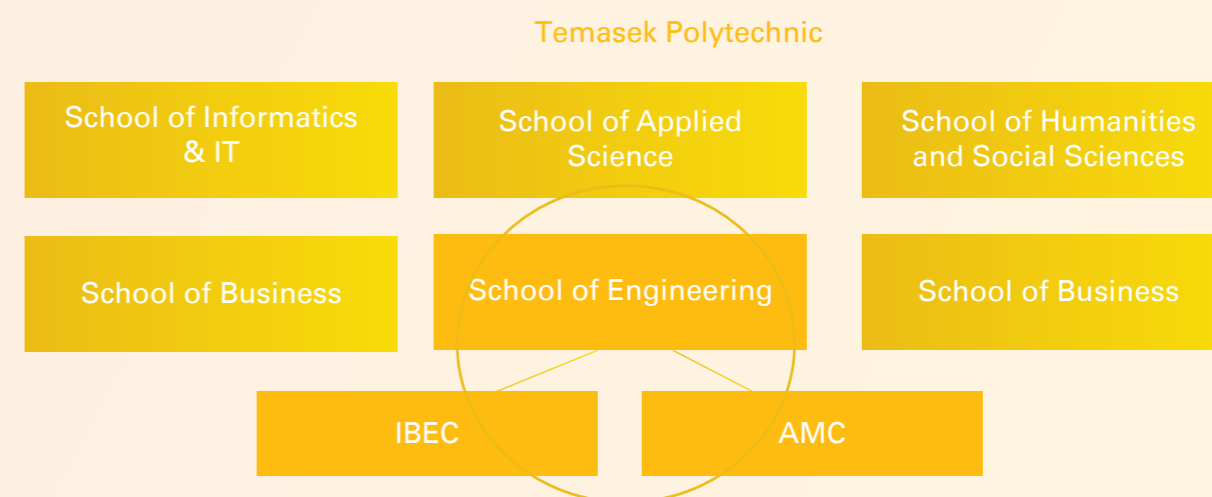 Temasek Polytechnic
School of Informatics
& IT
School of Applied
Science
School of Humanities
and Social Sciences
School of Business
School of Engineering
School of Business
IBEC
AMC